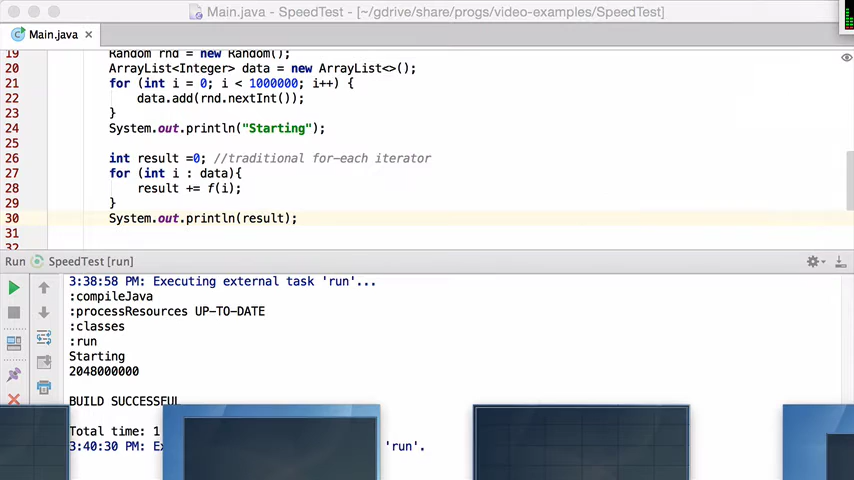 Main.java - SpeedTest - [~/gdrive/share/progs/video-examples/SpeedTest]
Main.java
19 Random rnd = new Random();
20 ArrayList<Integer> data = new ArrayList<>();
21 for (int i = 0; i < 1000000; i++) {
22 data.add(rnd.nextInt());
23 }
24 System.out.println("Starting");
25
26 int result =0; //traditional for-each iterator
27 for (int i : data){
28 result += f(i);
29 }
30 System.out.println(result);
31
32
Run SpeedTest [run]
3:38:58 PM: Executing external task 'run'...
:compileJava
:processResources UP-TO-DATE
:classes
:run
Starting
2048000000
BUILD SUCCESSFUL
Total time: 1
3:40:30 PM: 'run'.